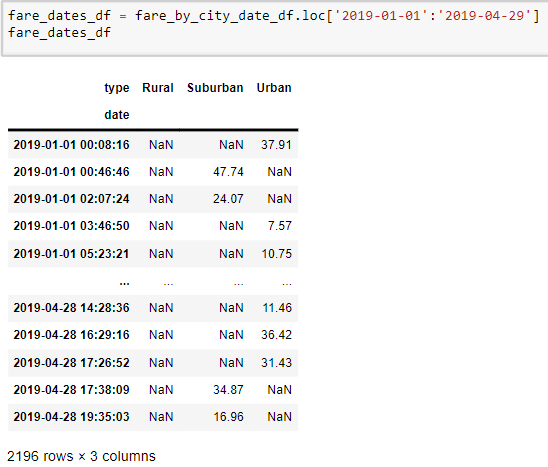 fare_dates_df = fare_by_city_date_df.loc['2019-01-01':'2019-04-29']
fare_dates_df
type Rural Suburban Urban
date
2019-01-01 00:08:16 NaN NaN 37.91
2019-01-01 00:46:46 NaN 47.74 NaN
2019-01-01 02:07:24 NaN 24.07 NaN
2019-01-01 03:46:50 NaN NaN 7.57
2019-01-01 05:23:21 NaN NaN 10.75
... ... ... ...
2019-04-28 14:28:36 NaN NaN 11.46
2019-04-28 16:29:16 NaN NaN 36.42
2019-04-28 17:26:52 NaN NaN 31.43
2019-04-28 17:38:09 NaN 34.87 NaN
2019-04-28 19:35:03 NaN 16.96 NaN
2196 rows × 3 columns